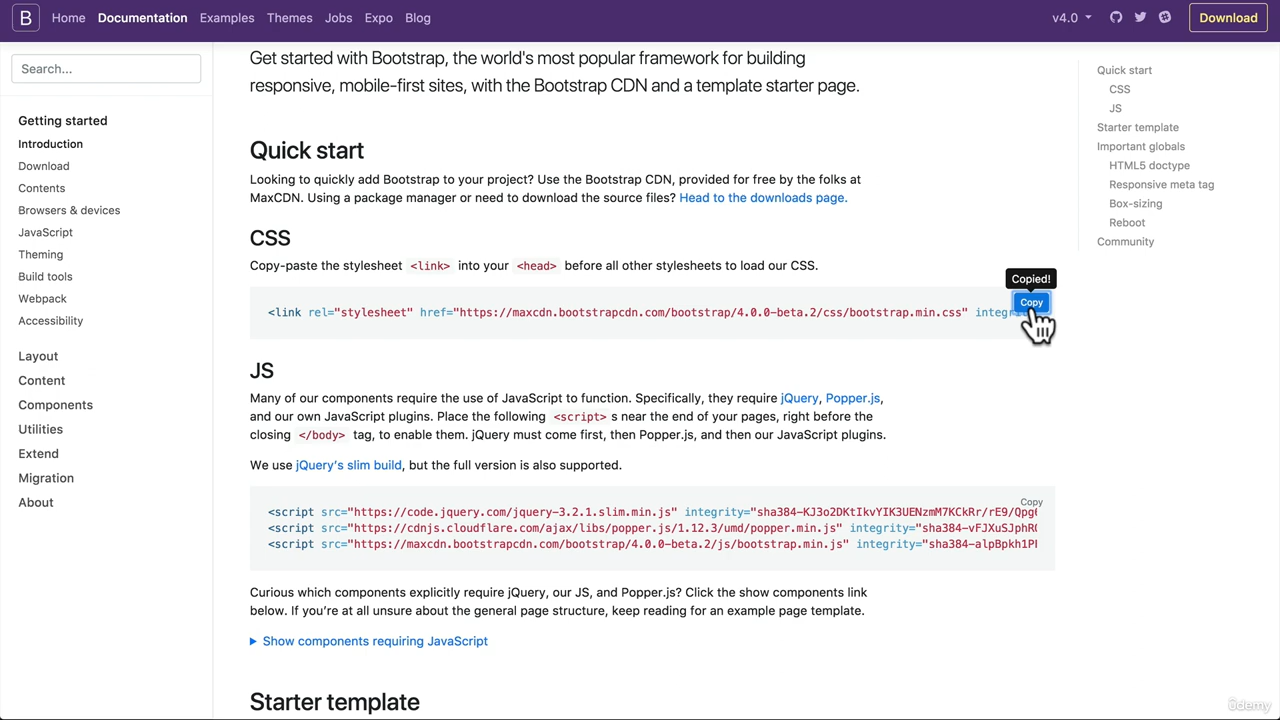 B Home Documentation Examples Themes Jobs Expo Blog v4.0 Download
Search...
Getting started
Introduction
Download
Contents
Browsers & devices
JavaScript
Theming
Build tools
Webpack
Accessibility
Layout
Content
Components
Utilities
Extend
Migration
About
Get started with Bootstrap, the world's most popular framework for building
responsive, mobile-first sites, with the Bootstrap CDN and a template starter page.
Quick start
Looking to quickly add Bootstrap to your project? Use the Bootstrap CDN, provided for free by the folks at
MaxCDN. Using a package manager or need to download the source files? Head to the downloads page.
CSS
Copy-paste the stylesheet <link> into your <head> before all other stylesheets to load our CSS.
Copied!
Copy
<link rel="stylesheet" href="https://maxcdn.bootstrapcdn.com/bootstrap/4.0.0-beta.2/css/bootstrap.min.css" integri
JS
Many of our components require the use of JavaScript to function. Specifically, they require jQuery, Popper.js,
and our own JavaScript plugins. Place the following <script> s near the end of your pages, right before the
closing </body> tag, to enable them. jQuery must come first, then Popper.js, and then our JavaScript plugins.
We use jQuery's slim build, but the full version is also supported.
Copy
<script src="https://code.jquery.com/jquery-3.2.1.slim.min.js" integrity="sha384-KJ3o2DKtIkvYIK3UENzmM7KCkRr/rE9/Qpg6
<script src="https://cdnjs.cloudflare.com/ajax/libs/popper.js/1.12.3/umd/popper.min.js" integrity="sha384-vFJXuSJphR
<script src="https://maxcdn.bootstrapcdn.com/bootstrap/4.0.0-beta.2/js/bootstrap.min.js" integrity="sha384-alpBpkh1P
Curious which components explicitly require jQuery, our JS, and Popper.js? Click the show components link
below. If you're at all unsure about the general page structure, keep reading for an example page template.
Show components requiring JavaScript
Starter template
Quick start
CSS
JS
Starter template
Important globals
HTML5 doctype
Responsive meta tag
Box-sizing
Reboot
Community
ûdemy